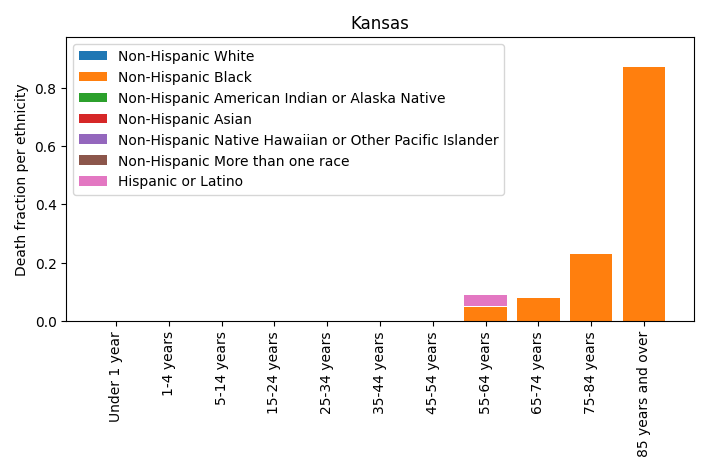 Kansas
Non-Hispanic White
Non-Hispanic Black
Non-Hispanic American Indian or Alaska Native
Non-Hispanic Asian
Non-Hispanic Native Hawaiian or Other Pacific Islander
Non-Hispanic More than one race
Hispanic or Latino
Death fraction per ethnicity
0.8
0.6
0.4
0.2
0.0
Under 1 year
1-4 years
5-14 years
15-24 years
25-34 years
35-44 years
45-54 years
55-64 years
65-74 years
75-84 years
85 years and over